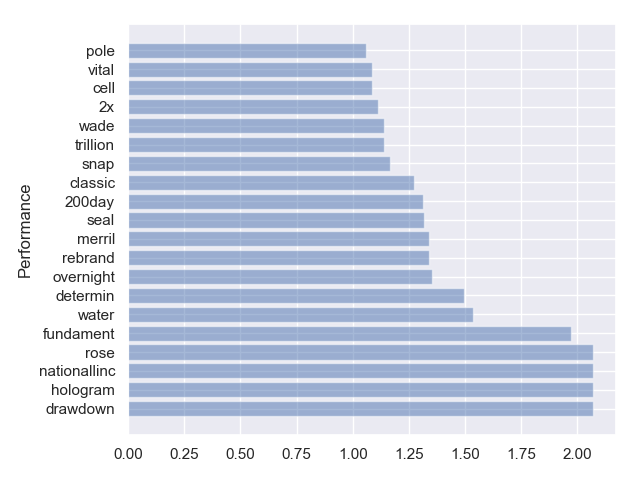 Performance
pole
vital
cell
2x
wade
trillion
snap
classic
200day
seal
merril
rebrand
overnight
determin
water
fundament
rose
nationallinc
hologram
drawdown
0.00 0.25 0.50 0.75 1.00 1.25 1.50 1.75 2.00